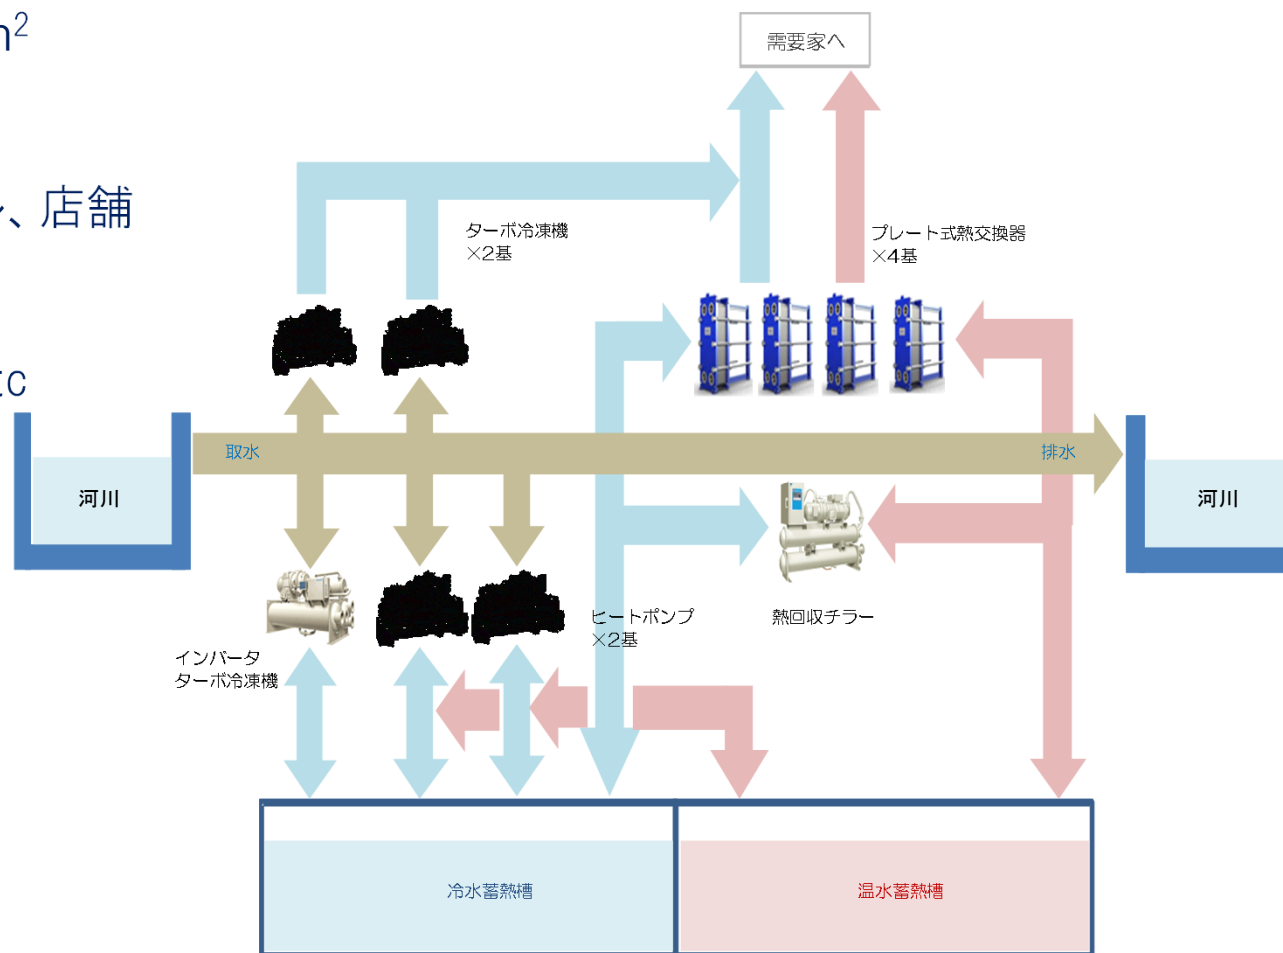 需要家へ
、店舗
ターボ冷凍機
×2基
プレート式熱交換器
×4基
取水
排水
河川
河川
ヒートポンプ
×2基
熱回収チラー
インバータ
ターボ冷凍機
冷水蓄熱槽
温水蓄熱槽